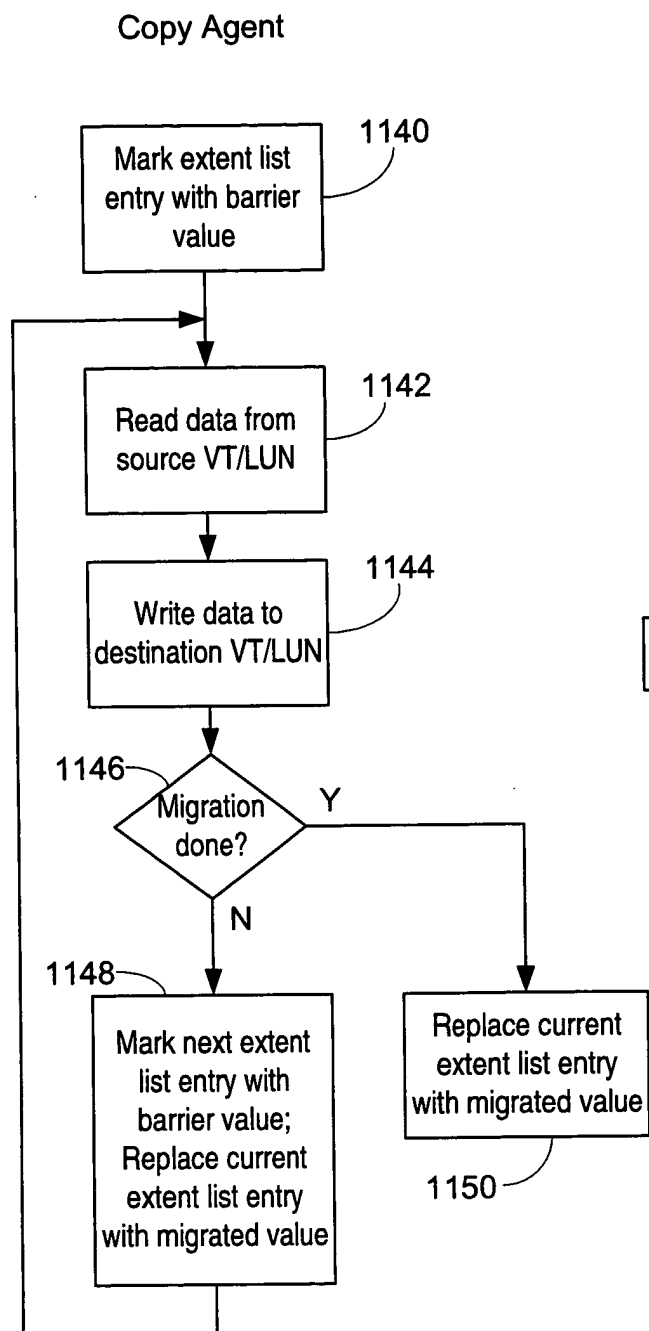 Copy Agent
1140
Mark extent list
entry with barrier
value
1142
Read data from
source VT/LUN
1144
Write data to
destination VT/LUN
1146
Migration
done?
Y
N
1148
Mark next extent
list entry with
barrier value;
Replace current
extent list entry
with migrated value
Replace current
extent list entry
with migrated value
1150